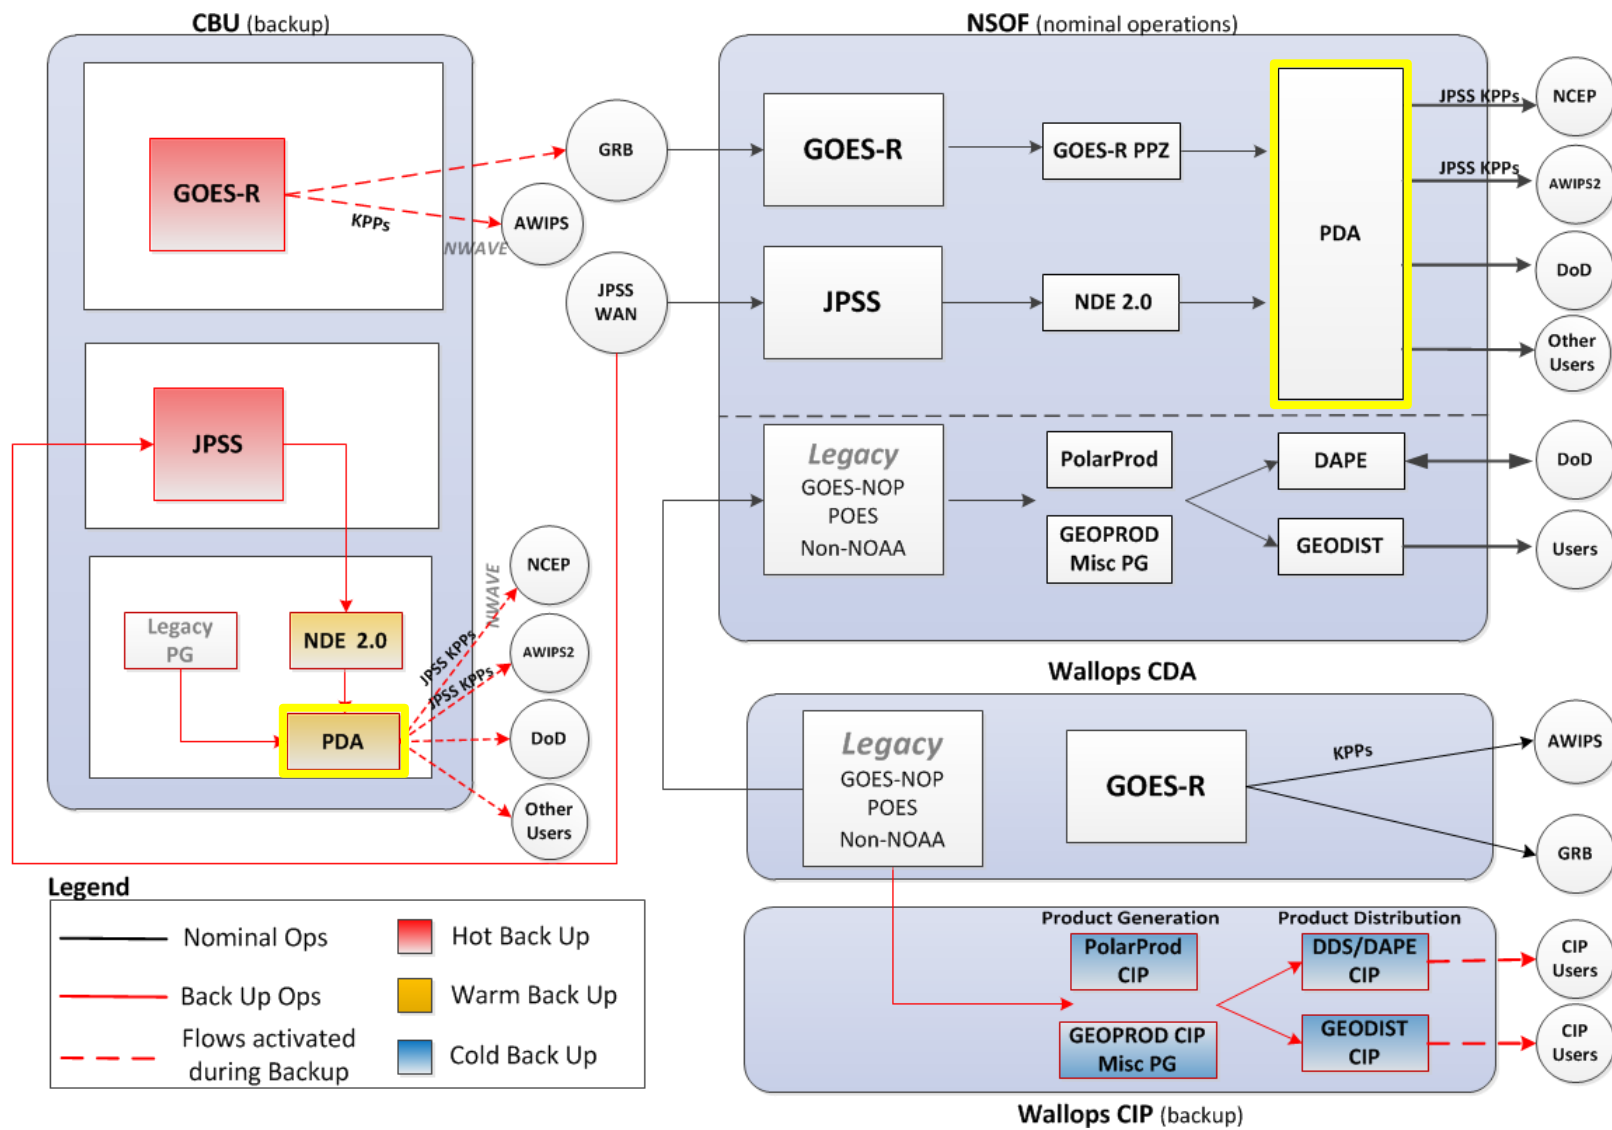 CBU (backup)
GOES-R
KPPs
NWAVE
GRB
AWIPS
JPSS
WAN
JPSS
Legacy
PG
NDE 2.0
PDA
NWAVE
JPSS KPPs
JPSS KPPs
NCEP
AWIPS2
DoD
Other
Users
NSOF (nominal operations)
GOES-R
GOES-R PPZ
JPSS
NDE 2.0
PDA
JPSS KPPs
NCEP
JPSS KPPs
AWIPS2
DoD
Other
Users
Legacy
GOES-NOP
POES
Non-NOAA
PolarProd
GEOPROD
Misc PG
DAPE
GEODIST
DoD
Users
Wallops CDA
Legacy
GOES-NOP
POES
Non-NOAA
GOES-R
KPPs
AWIPS
GRB
Product Generation
Product Distribution
PolarProd
CIP
GEOPROD CIP
Misc PG
DDS/DAPE
CIP
GEODIST
CIP
CIP
Users
CIP
Users
Wallops CIP (backup)
Legend
Nominal Ops
Back Up Ops
Flows activated
during Backup
Hot Back Up
Warm Back Up
Cold Back Up